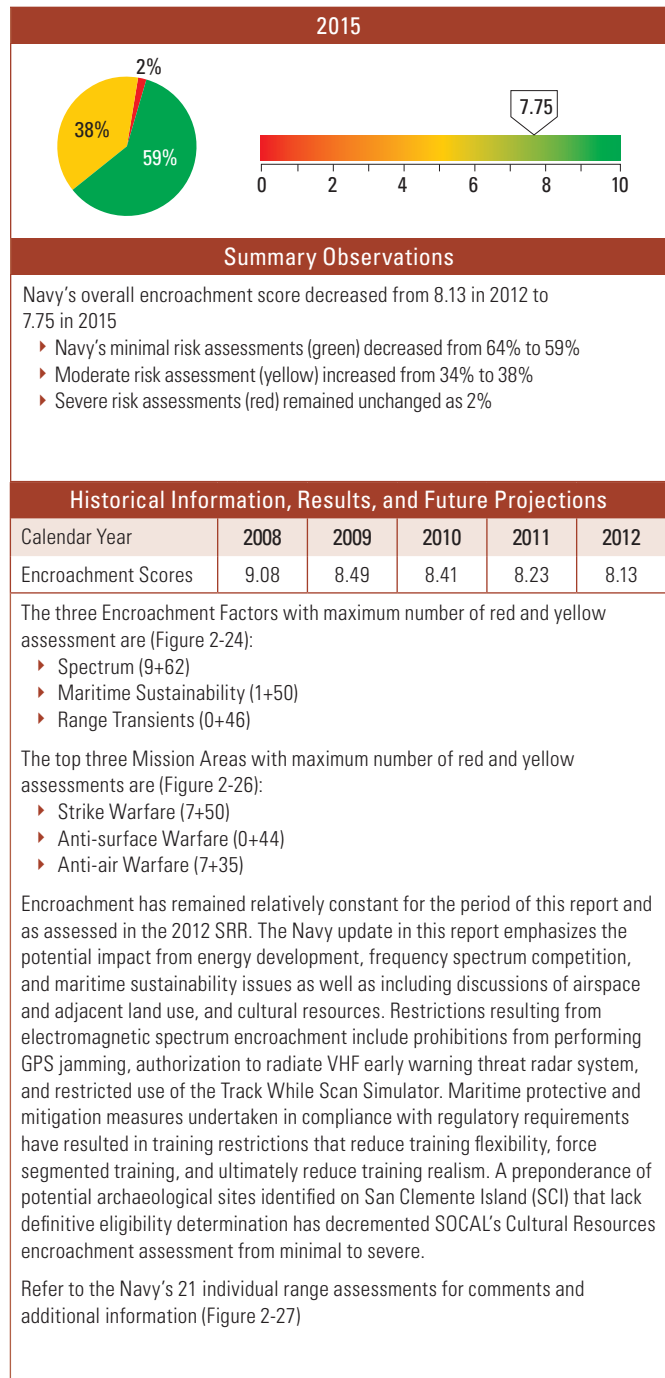 2015
2%
38%
59%
7.75
0 2 4 6 8 10
Summary Observations
Navy's overall encroachment score decreased from 8.13 in 2012 to
7.75 in 2015
Navy's minimal risk assessments (green) decreased from 64% to 59%
Moderate risk assessment (yellow) increased from 34% to 38%
Severe risk assessments (red) remained unchanged as 2%
Historical Information, Results, and Future Projections
Calendar Year 2008 2009 2010 2011 2012
Encroachment Scores 9.08 8.49 8.41 8.23 8.13
The three Encroachment Factors with maximum number of red and yellow
assessment are (Figure 2-24):
Spectrum (9+62)
Maritime Sustainability (1+50)
Range Transients (0+46)
The top three Mission Areas with maximum number of red and yellow
assessments are (Figure 2-26):
Strike Warfare (7+50)
Anti-surface Warfare (0+44)
Anti-air Warfare (7+35)
Encroachment has remained relatively constant for the period of this report and
as assessed in the 2012 SRR. The Navy update in this report emphasizes the
potential impact from energy development, frequency spectrum competition,
and maritime sustainability issues as well as including discussions of airspace
and adjacent land use, and cultural resources. Restrictions resulting from
electromagnetic spectrum encroachment include prohibitions from performing
GPS jamming, authorization to radiate VHF early warning threat radar system,
and restricted use of the Track While Scan Simulator. Maritime protective and
mitigation measures undertaken in compliance with regulatory requirements
have resulted in training restrictions that reduce training flexibility, force
segmented training, and ultimately reduce training realism. A preponderance of
potential archaeological sites identified on San Clemente Island (SCI) that lack
definitive eligibility determination has decremented SOCAL's Cultural Resources
encroachment assessment from minimal to severe.
Refer to the Navy's 21 individual range assessments for comments and
additional information (Figure 2-27)